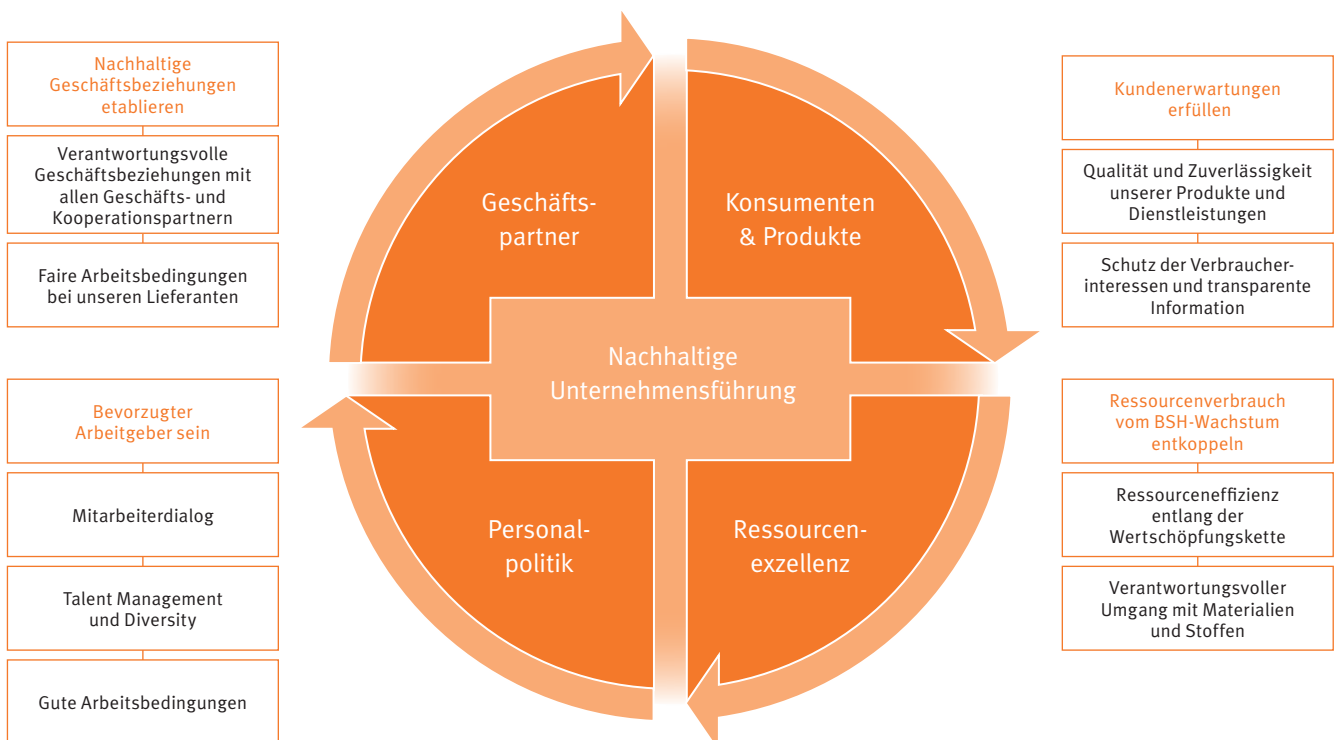 Nachhaltige
Geschäftsbeziehungen
etablieren
Verantwortungsvolle
Geschäftsbeziehungen mit
allen Geschäfts- und
Kooperationspartnern
Faire Arbeitsbedingungen
bei unseren Lieferanten
Bevorzugter
Arbeitgeber sein
Mitarbeiterdialog
Talent Management
und Diversity
Gute Arbeitsbedingungen
Geschäfts-
partner
Konsumenten
& Produkte
Nachhaltige
Unternehmensführung
Personal-
politik
Ressourcen-
exzellenz
Kundenerwartungen
erfüllen
Qualität und Zuverlässigkeit
unserer Produkte und
Dienstleistungen
Schutz der Verbraucher-
interessen und transparente
Information
Ressourcenverbrauch
vom BSH-Wachstum
entkoppeln
Ressourceneffizienz
entlang der
Wertschöpfungskette
Verantwortungsvoller
Umgang mit Materialien
und Stoffen